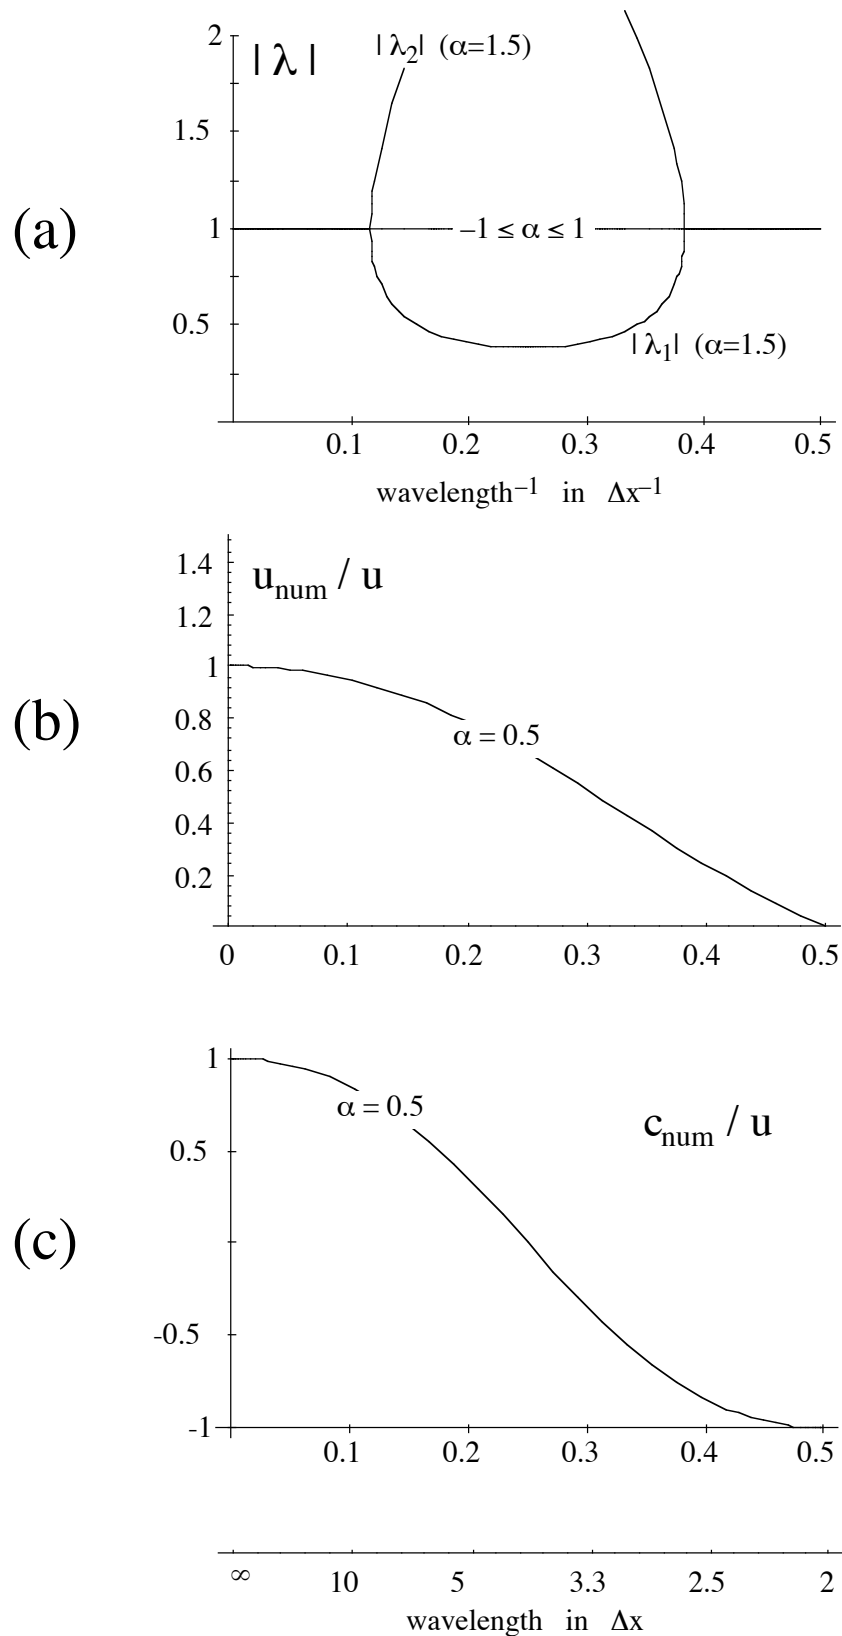 (a)
|λ|
|λ₂| (α=1.5)
2
1.5
1
0.5
–1 ≤ α ≤ 1
|λ₁| (α=1.5)
0.1 0.2 0.3 0.4 0.5
wavelength⁻¹ in Δx⁻¹
(b)
u_num / u
1.4
1.2
1
0.8
0.6
0.4
0.2
α = 0.5
0 0.1 0.2 0.3 0.4 0.5
(c)
c_num / u
1
0.5
-0.5
-1
α = 0.5
0.1 0.2 0.3 0.4 0.5
∞ 10 5 3.3 2.5 2
wavelength in Δx